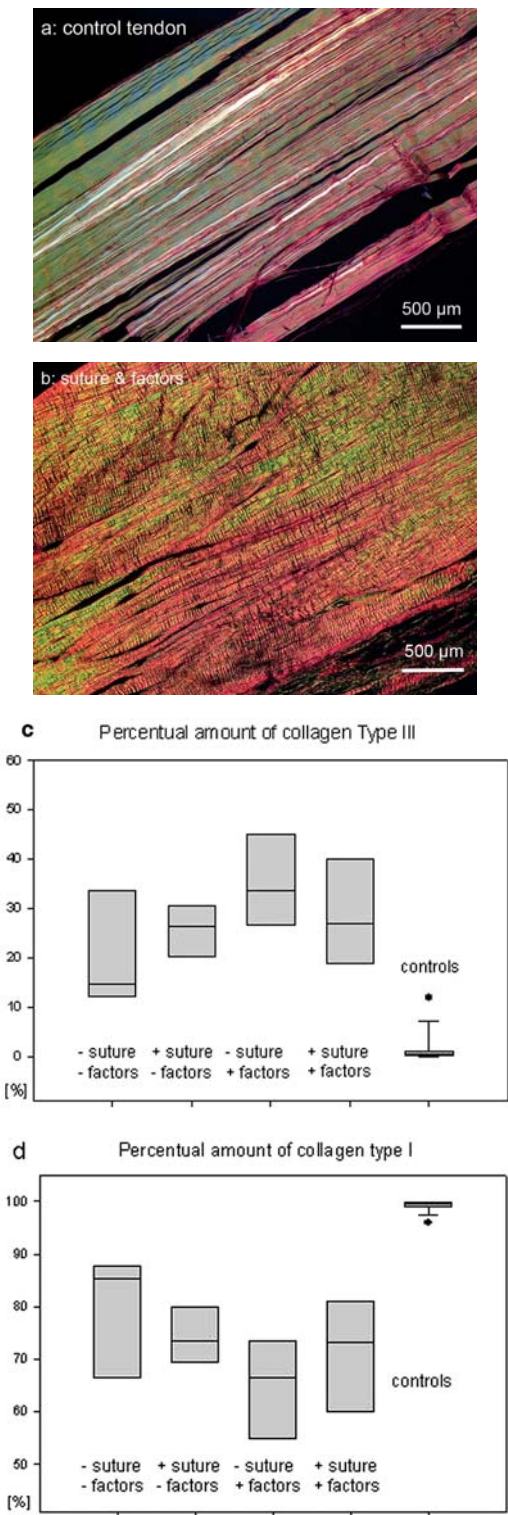 a: control tendon
500 µm
b: suture & factors
500 µm
c Percentual amount of collagen Type III
60
50
40
30
20
10
0
[%]
controls
- suture + suture - suture + suture
- factors - factors + factors + factors
d Percentual amount of collagen type I
100
90
80
70
60
50
[%]
controls
- suture + suture - suture + suture
- factors - factors + factors + factors